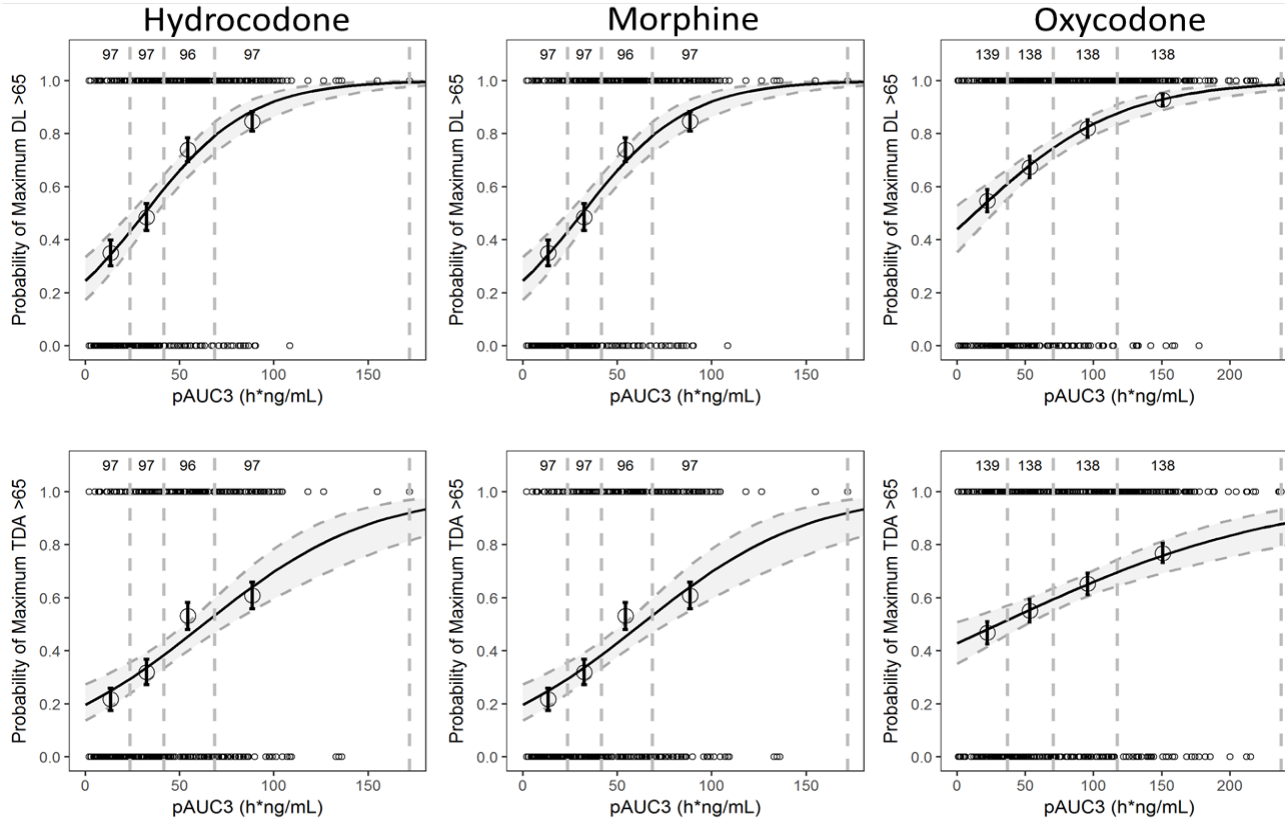 Hydrocodone
Morphine
Oxycodone
97 97 96 97
1.0
0.8
0.6
0.4
0.2
0.0
Probability of Maximum DL >65
0 50 100 150
pAUC3 (h*ng/mL)
97 97 96 97
1.0
0.8
0.6
0.4
0.2
0.0
Probability of Maximum DL >65
0 50 100 150
pAUC3 (h*ng/mL)
139 138 138 138
1.0
0.8
0.6
0.4
0.2
0.0
Probability of Maximum DL >65
0 50 100 150 200
pAUC3 (h*ng/mL)
97 97 96 97
1.0
0.8
0.6
0.4
0.2
0.0
Probability of Maximum TDA >65
0 50 100 150
pAUC3 (h*ng/mL)
97 97 96 97
1.0
0.8
0.6
0.4
0.2
0.0
Probability of Maximum TDA >65
0 50 100 150
pAUC3 (h*ng/mL)
139 138 138 138
1.0
0.8
0.6
0.4
0.2
0.0
Probability of Maximum TDA >65
0 50 100 150 200
pAUC3 (h*ng/mL)